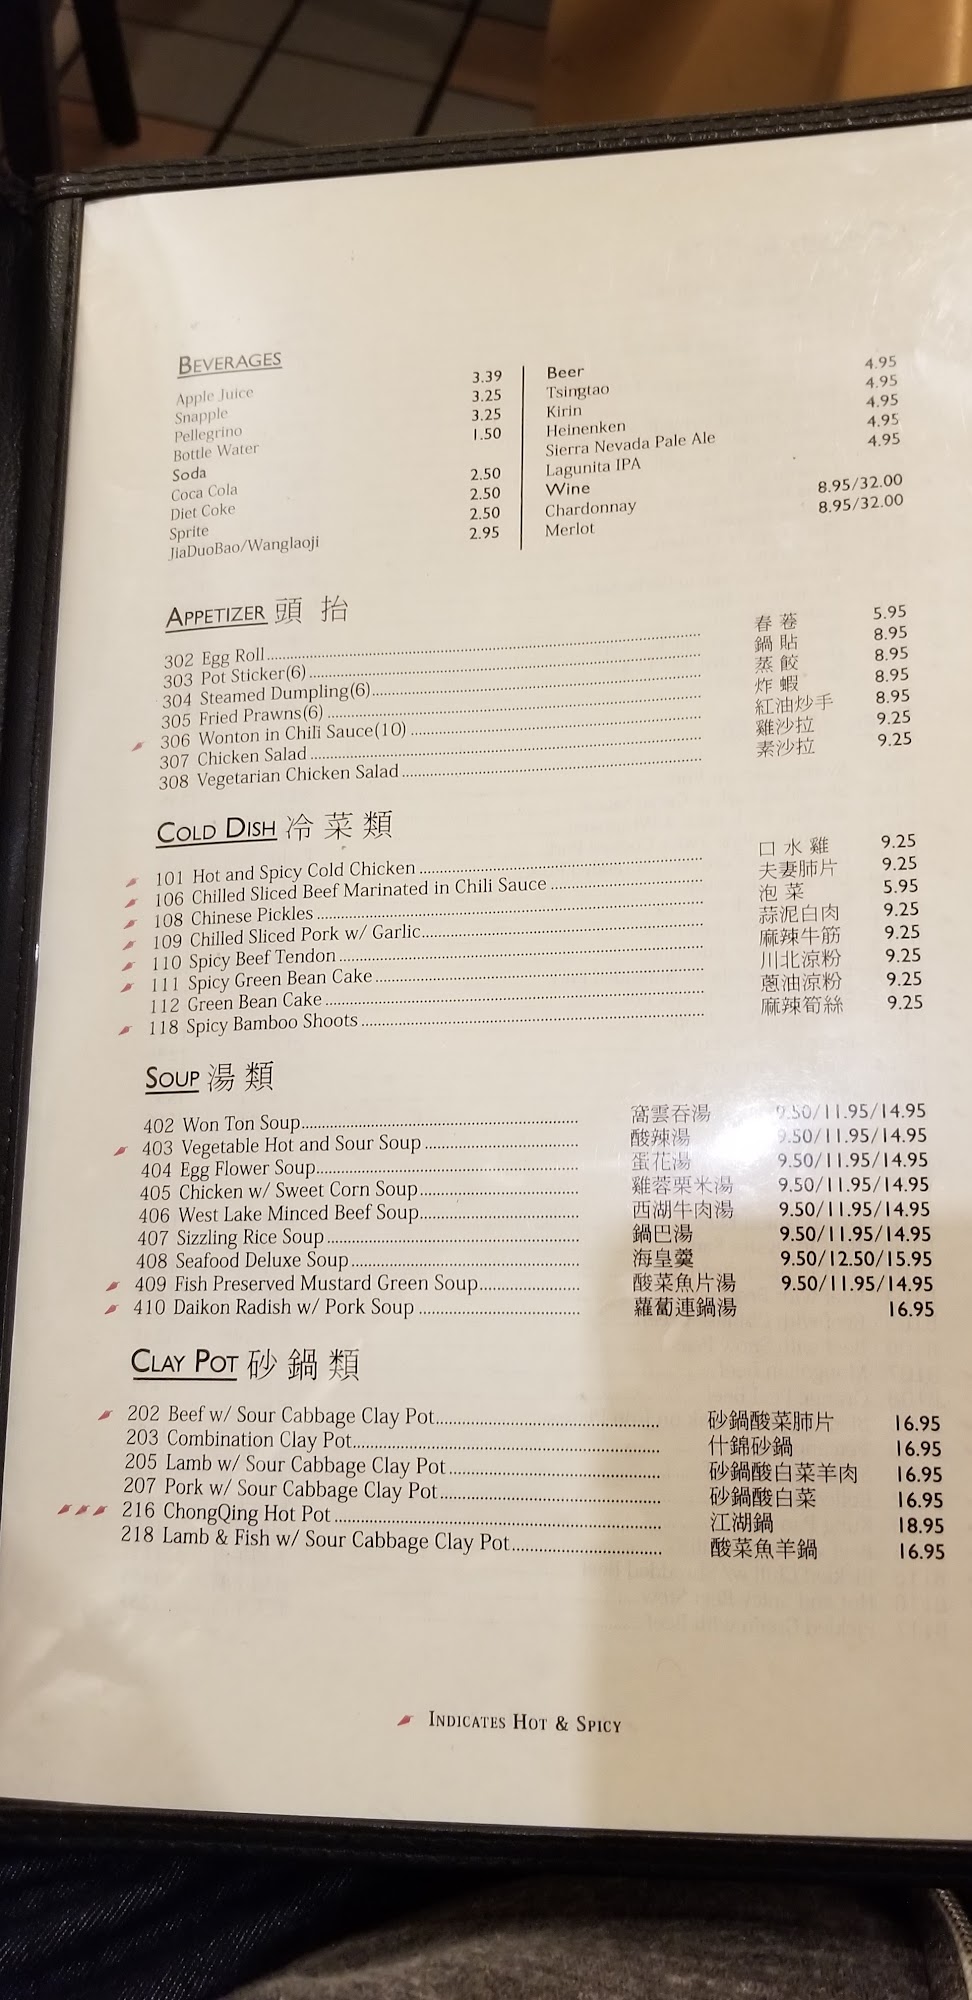 BEVERAGES
Apple Juice 3.39
Snapple 3.25
Pellegrino 3.25
Bottle Water 1.50
Soda
Coca Cola 2.50
Diet Coke 2.50
Sprite 2.50
JiaDuoBao/Wanglaoji 2.95
Beer
Tsingtao 4.95
Kirin 4.95
Heinenken 4.95
Sierra Nevada Pale Ale 4.95
Lagunita IPA 4.95
Wine
Chardonnay 8.95/32.00
Merlot 8.95/32.00
APPETIZER 頭 抬
302 Egg Roll 春 菤 5.95
303 Pot Sticker(6) 鍋 貼 8.95
304 Steamed Dumpling(6) 蒸 餃 8.95
305 Fried Prawns(6) 炸 蝦 8.95
306 Wonton in Chili Sauce(10) 紅油炒手 8.95
307 Chicken Salad 雞沙拉 9.25
308 Vegetarian Chicken Salad 素沙拉 9.25
COLD DISH 冷 菜 類
101 Hot and Spicy Cold Chicken 口 水 雞 9.25
106 Chilled Sliced Beef Marinated in Chili Sauce 夫妻肺片 9.25
108 Chinese Pickles 泡 菜 5.95
109 Chilled Sliced Pork w/ Garlic 蒜泥白肉 9.25
110 Spicy Beef Tendon 麻辣牛筋 9.25
111 Spicy Green Bean Cake 川北涼粉 9.25
112 Green Bean Cake 蔥油涼粉 9.25
118 Spicy Bamboo Shoots 麻辣筍絲 9.25
SOUP 湯 類
402 Won Ton Soup 窩雲吞湯 9.50/11.95/14.95
403 Vegetable Hot and Sour Soup 酸辣湯 9.50/11.95/14.95
404 Egg Flower Soup 蛋花湯 9.50/11.95/14.95
405 Chicken w/ Sweet Corn Soup 雞蓉栗米湯 9.50/11.95/14.95
406 West Lake Minced Beef Soup 西湖牛肉湯 9.50/11.95/14.95
407 Sizzling Rice Soup 鍋巴湯 9.50/11.95/14.95
408 Seafood Deluxe Soup 海皇羹 9.50/12.50/15.95
409 Fish Preserved Mustard Green Soup 酸菜魚片湯 9.50/11.95/14.95
410 Daikon Radish w/ Pork Soup 蘿蔔連鍋湯 16.95
CLAY POT 砂 鍋 類
202 Beef w/ Sour Cabbage Clay Pot 砂鍋酸菜肺片 16.95
203 Combination Clay Pot 什錦砂鍋 16.95
205 Lamb w/ Sour Cabbage Clay Pot 砂鍋酸白菜羊肉 16.95
207 Pork w/ Sour Cabbage Clay Pot 砂鍋酸白菜 16.95
216 ChongQing Hot Pot 江湖鍋 18.95
218 Lamb & Fish w/ Sour Cabbage Clay Pot 酸菜魚羊鍋 16.95
INDICATES HOT & SPICY